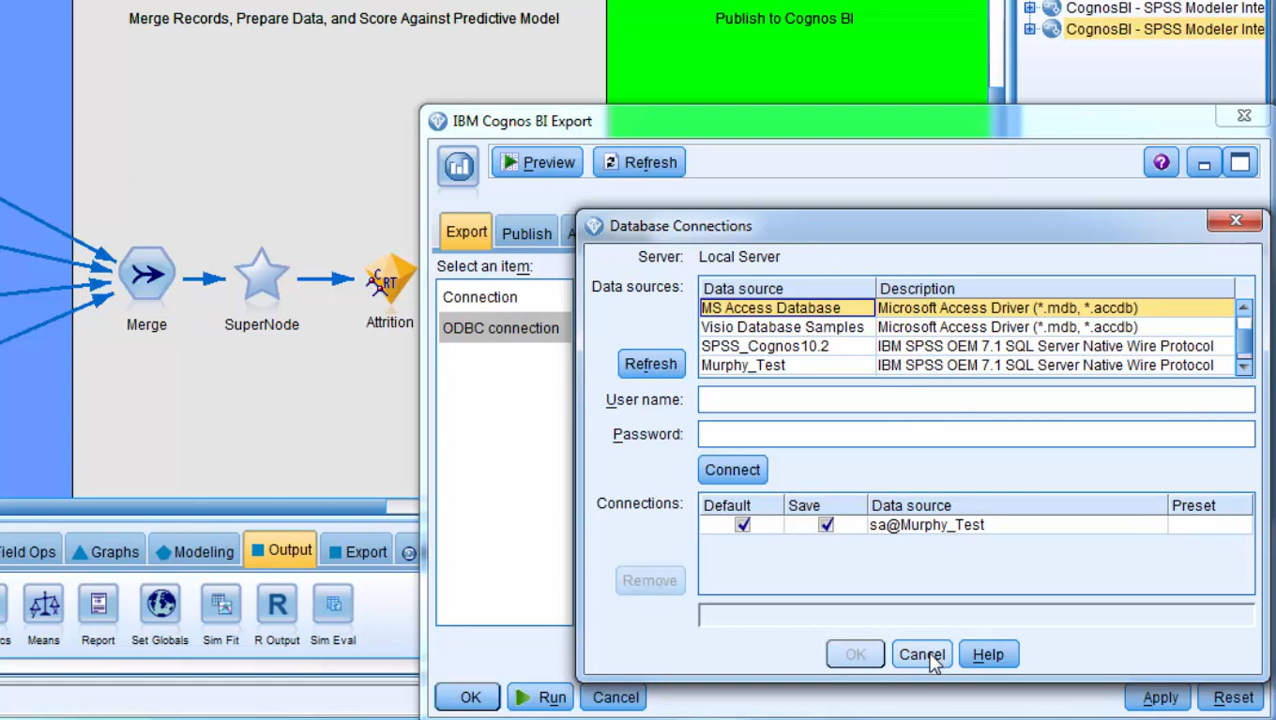 Merge Records, Prepare Data, and Score Against Predictive Model
Publish to Cognos BI
CognosBI - SPSS Modeler Inte
CognosBI - SPSS Modeler Inte
Merge
SuperNode
CRT
Attrition
IBM Cognos BI Export
Preview
Refresh
Export
Publish
A
Select an item:
Connection
ODBC connection
Database Connections
Server: Local Server
Data sources:
Data source Description
MS Access Database Microsoft Access Driver (*.mdb, *.accdb)
Visio Database Samples Microsoft Access Driver (*.mdb, *.accdb)
SPSS_Cognos10.2 IBM SPSS OEM 7.1 SQL Server Native Wire Protocol
Murphy_Test IBM SPSS OEM 7.1 SQL Server Native Wire Protocol
Refresh
User name:
Password:
Connect
Connections:
Default Save Data source Preset
sa@Murphy_Test
Remove
OK Cancel Help
OK Run Cancel Apply Reset
ield Ops Graphs Modeling Output Export
cs Means Report Set Globals Sim Fit R Output Sim Eval
R